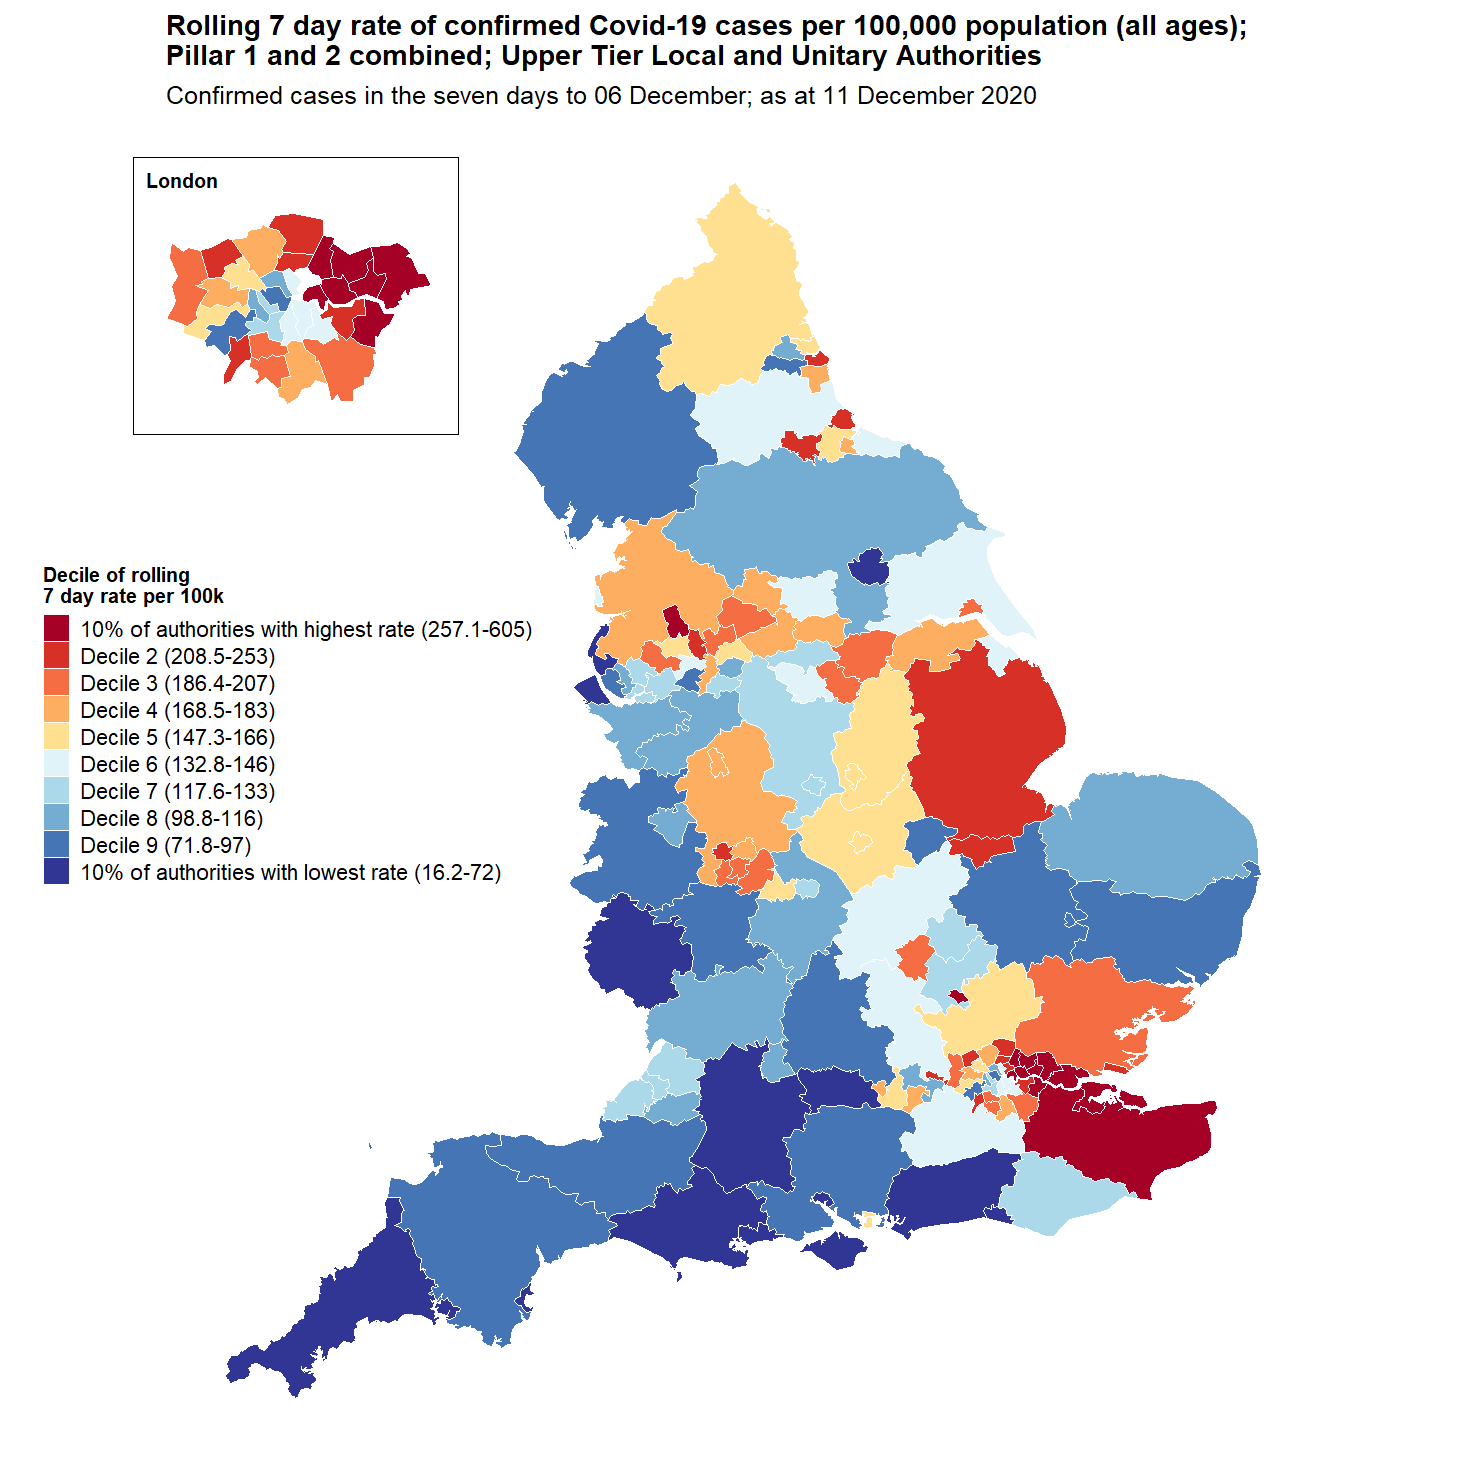 Rolling 7 day rate of confirmed Covid-19 cases per 100,000 population (all ages);
Pillar 1 and 2 combined; Upper Tier Local and Unitary Authorities
Confirmed cases in the seven days to 06 December; as at 11 December 2020
London
Decile of rolling
7 day rate per 100k
10% of authorities with highest rate (257.1-605)
Decile 2 (208.5-253)
Decile 3 (186.4-207)
Decile 4 (168.5-183)
Decile 5 (147.3-166)
Decile 6 (132.8-146)
Decile 7 (117.6-133)
Decile 8 (98.8-116)
Decile 9 (71.8-97)
10% of authorities with lowest rate (16.2-72)